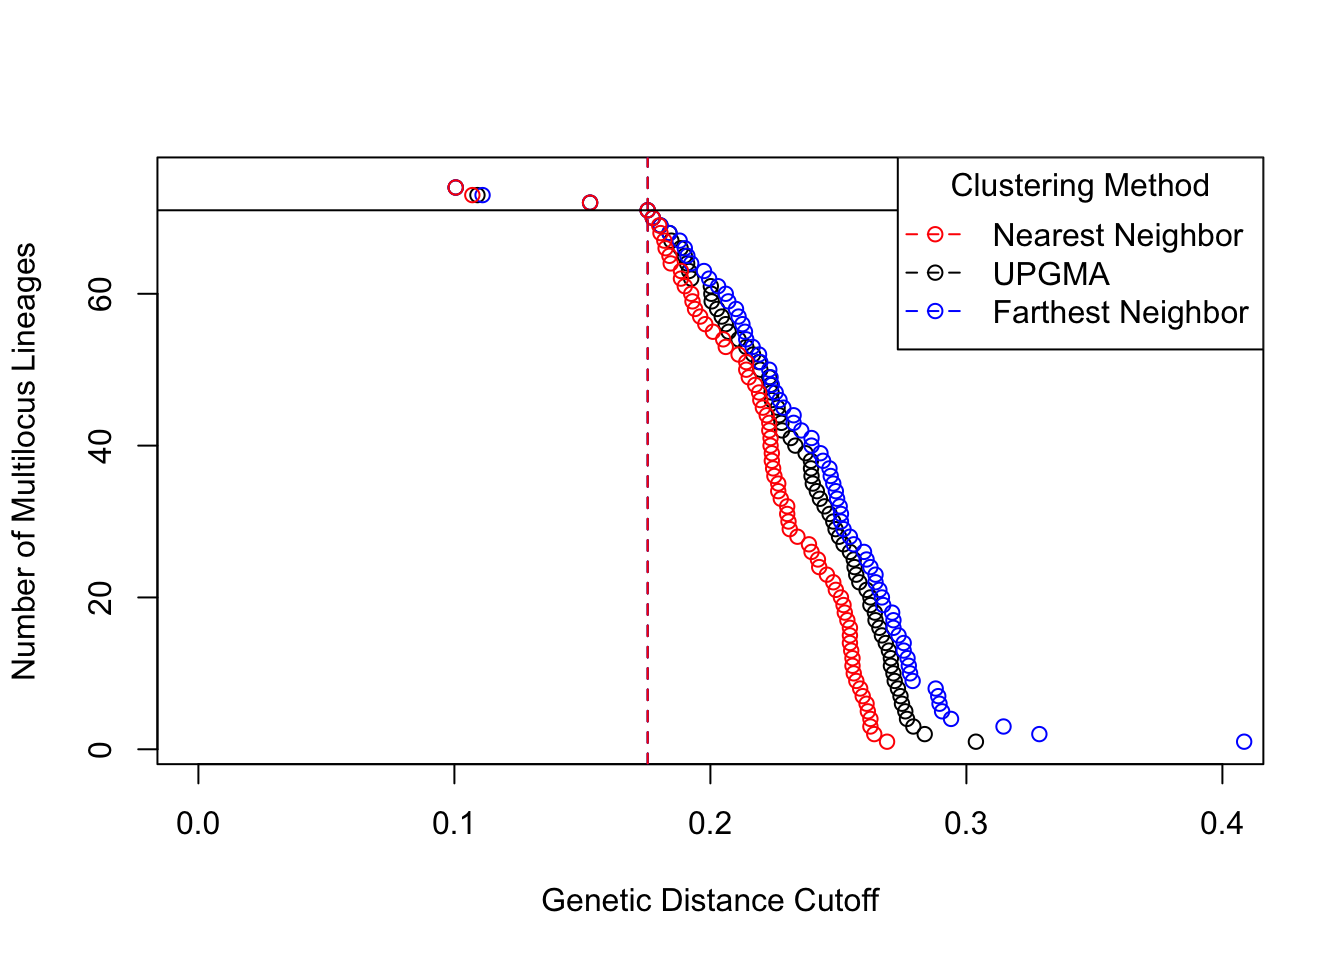 Clustering Method
Nearest Neighbor
UPGMA
Farthest Neighbor
Number of Multilocus Lineages
60
40
20
0
0.0 0.1 0.2 0.3 0.4
Genetic Distance Cutoff